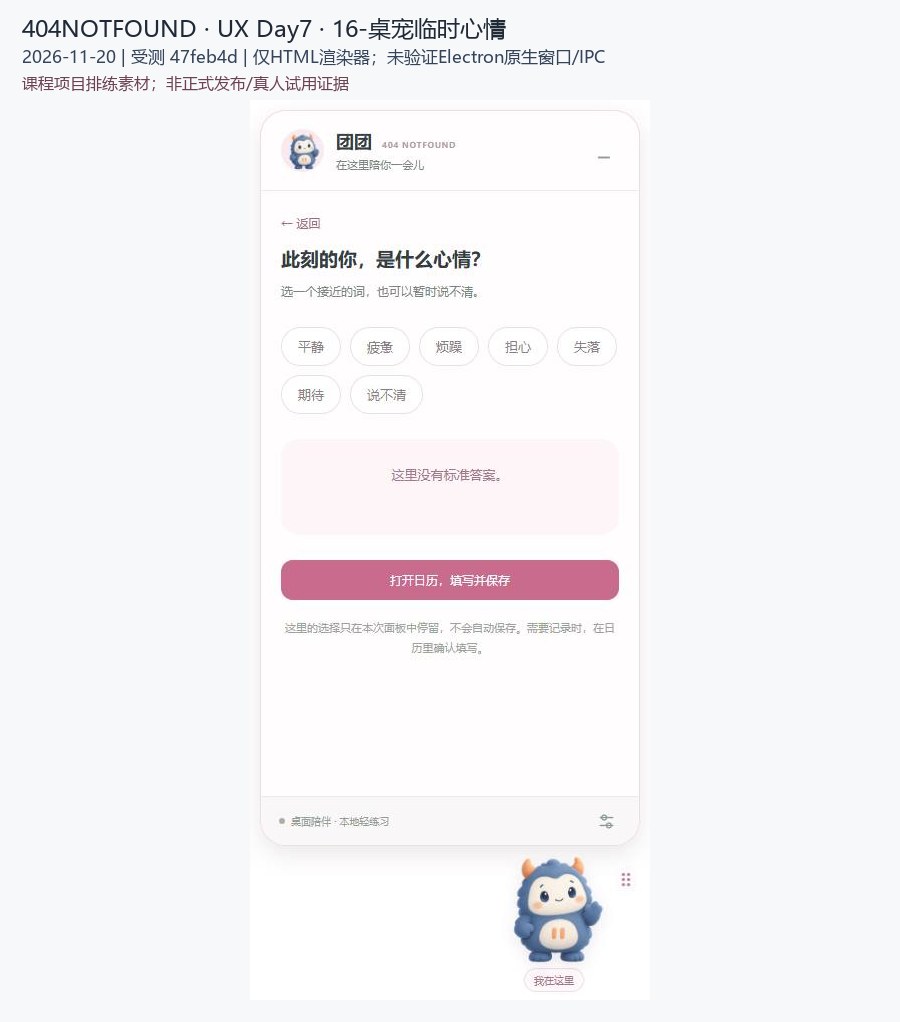 404NOTFOUND · UX Day7 · 16-桌宠临时心情
2026-11-20 | 受测 47feb4d | 仅HTML渲染器；未验证Electron原生窗口/IPC
课程项目排练素材；非正式发布/真人试用证据
团团 404 NOTFOUND
在这里陪你一会儿
← 返回
此刻的你，是什么心情？
选一个接近的词，也可以暂时说不清。
平静 疲惫 烦躁 担心 失落
期待 说不清
这里没有标准答案。
打开日历，填写并保存
这里的选择只在本次面板中停留，不会自动保存。需要记录时，在日
历里确认填写。
桌面陪伴 · 本地轻练习
我在这里